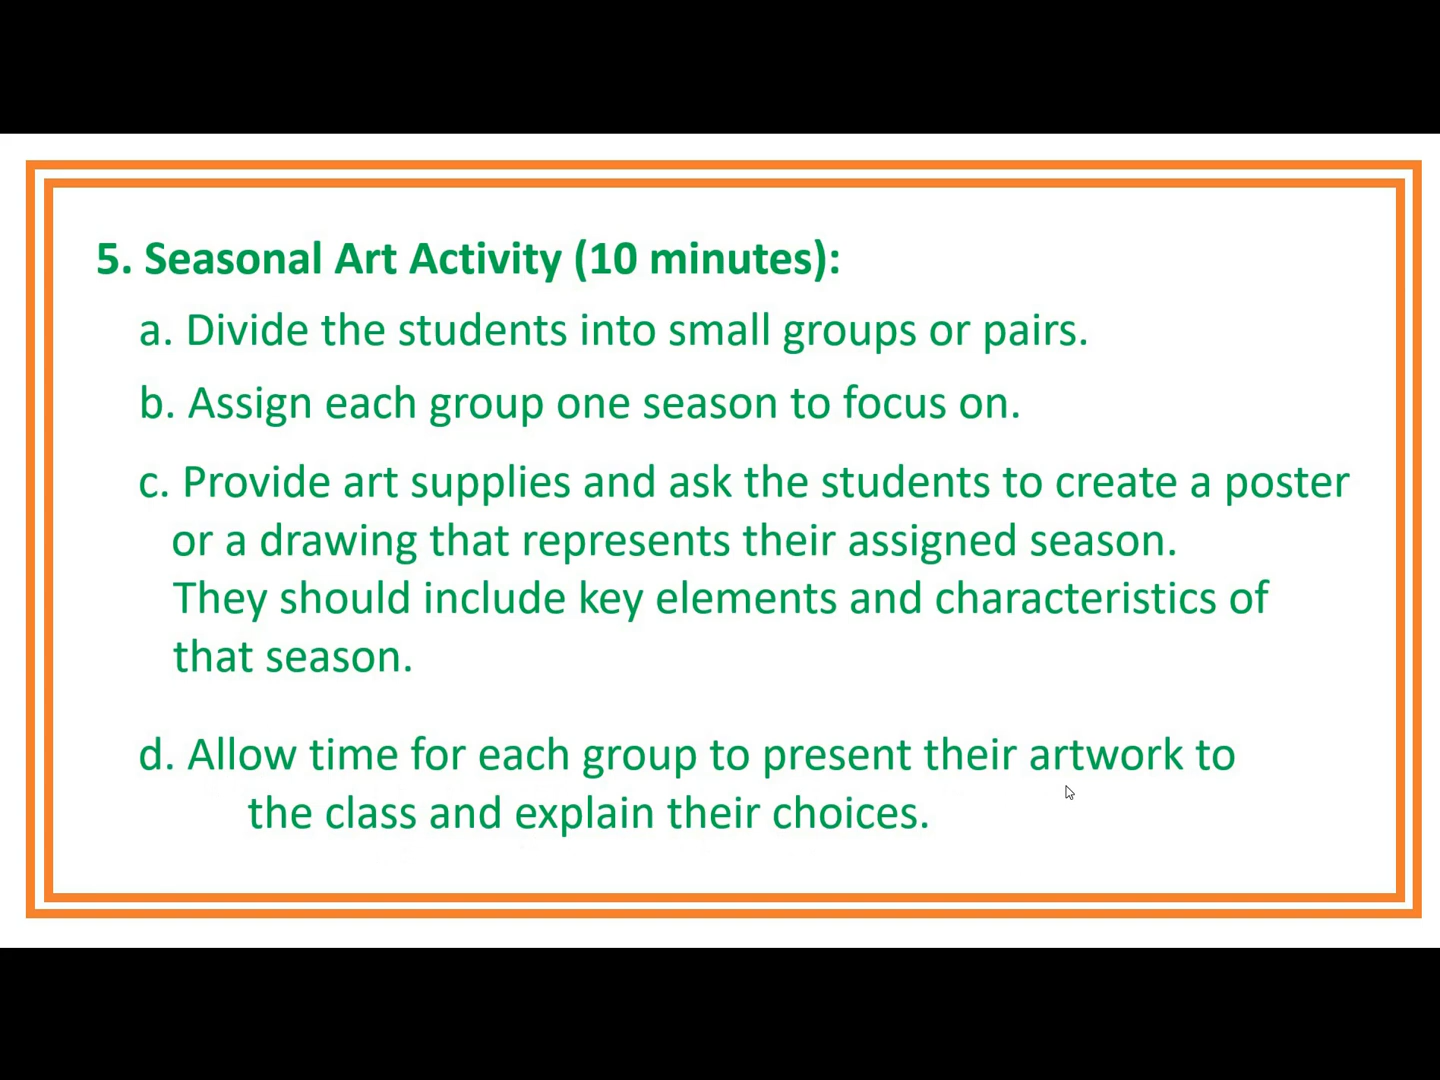 5. Seasonal Art Activity (10 minutes):
a. Divide the students into small groups or pairs.
b. Assign each group one season to focus on.
c. Provide art supplies and ask the students to create a poster
or a drawing that represents their assigned season.
They should include key elements and characteristics of
that season.
d. Allow time for each group to present their artwork to
the class and explain their choices.